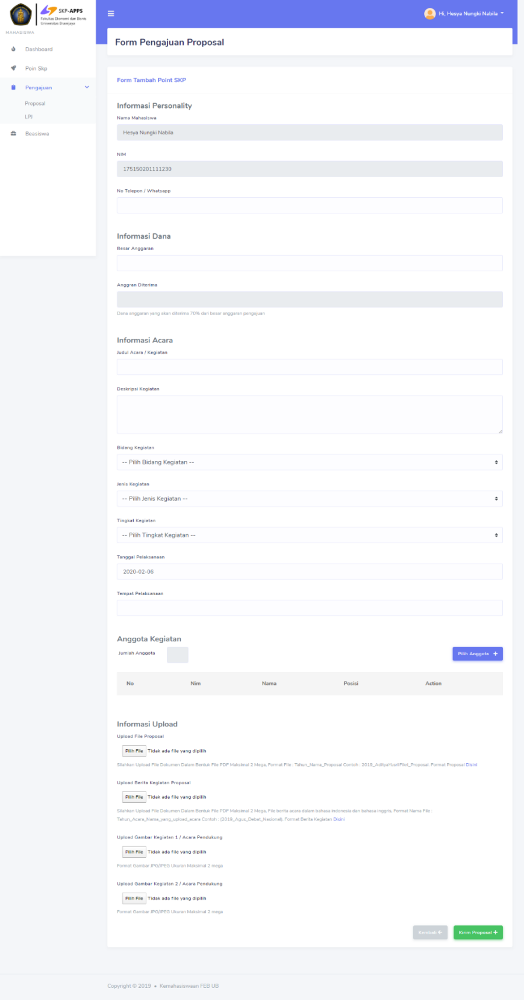 SKP-APPS
Fakultas Ekonomi dan Bisnis
Universitas Brawijaya
MAHASISWA
Dashboard
Poin Skp
Pengajuan
Proposal
LPJ
Beasiswa
Hi, Hesya Nungki Nabila
Form Pengajuan Proposal
Form Tambah Point SKP
Informasi Personality
Nama Mahasiswa
Hesya Nungki Nabila
NIM
175150201111230
No Telepon / Whatsapp
Informasi Dana
Besar Anggaran
Anggran Diterima
Dana anggaran yang akan diterima 70% dari besar anggaran pengajuan
Informasi Acara
Judul Acara / Kegiatan
Deskripsi Kegiatan
Bidang Kegiatan
-- Pilih Bidang Kegiatan --
Jenis Kegiatan
-- Pilih Jenis Kegiatan --
Tingkat Kegiatan
-- Pilih Tingkat Kegiatan --
Tanggal Pelaksanaan
2020-02-06
Tempat Pelaksanaan
Anggota Kegiatan
Jumlah Anggota
Pilih Anggota +
No Nim Nama Posisi Action
Informasi Upload
Upload File Proposal
Pilih File Tidak ada file yang dipilih
Silahkan Upload File Dokumen Dalam Bentuk File PDF Maksimal 2 Mega, Format File : Tahun_Nama_Proposal Contoh : 2019_AdityaYusrilFikri_Proposal. Format Proposal Disini
Upload Berita Kegiatan Proposal
Pilih File Tidak ada file yang dipilih
Silahkan Upload File Dokumen Dalam Bentuk File PDF Maksimal 2 Mega, File berita acara dalam bahasa indonesia dan bahasa inggris, Format Nama File :
Tahun_Acara_Nama_yang_upload_acara Contoh : (2019_Agus_Debat_Nasional). Format Berita Kegiatan Disini
Upload Gambar Kegiatan 1 / Acara Pendukung
Pilih File Tidak ada file yang dipilih
Format Gambar JPG/JPEG Ukuran Maksimal 2 mega
Upload Gambar Kegiatan 2 / Acara Pendukung
Pilih File Tidak ada file yang dipilih
Format Gambar JPG/JPEG Ukuran Maksimal 2 mega
Kembali ← Kirim Proposal +
Copyright © 2019 • Kemahasiswaan FEB UB